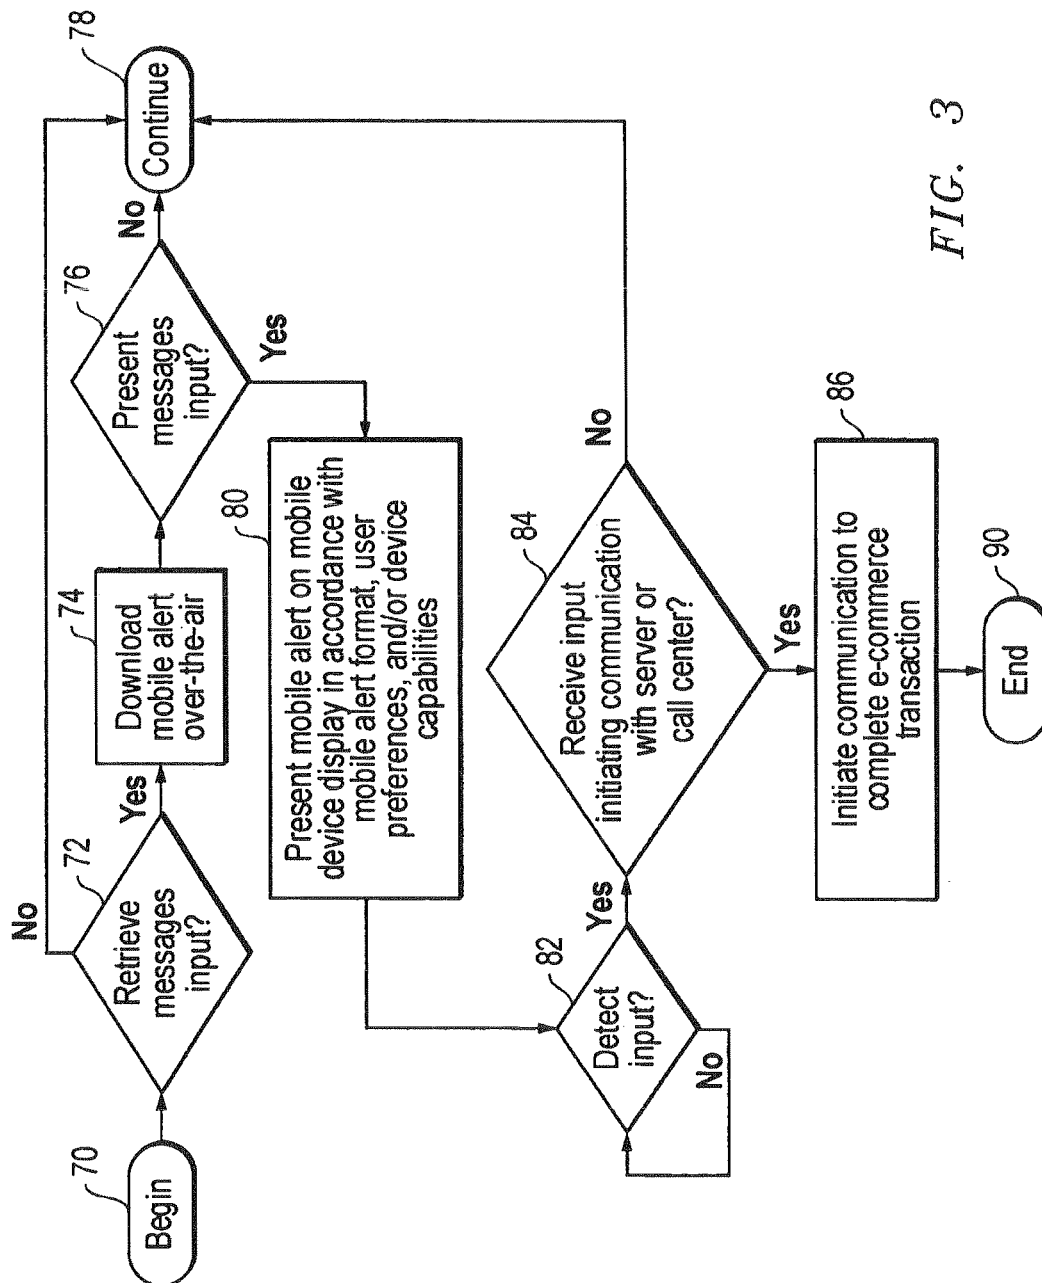 70
Begin
72
Retrieve
messages
input?
No
Yes
74
Download
mobile alert
over-the-air
76
Present
messages
input?
No
Yes
78
Continue
80
Present mobile alert on mobile
device display in accordance with
mobile alert format, user
preferences, and/or device
capabilities
82
Detect
input?
No
Yes
84
Receive input
initiating communication
with server or
call center?
No
Yes
86
Initiate communication to
complete e-commerce
transaction
90
End
FIG. 3